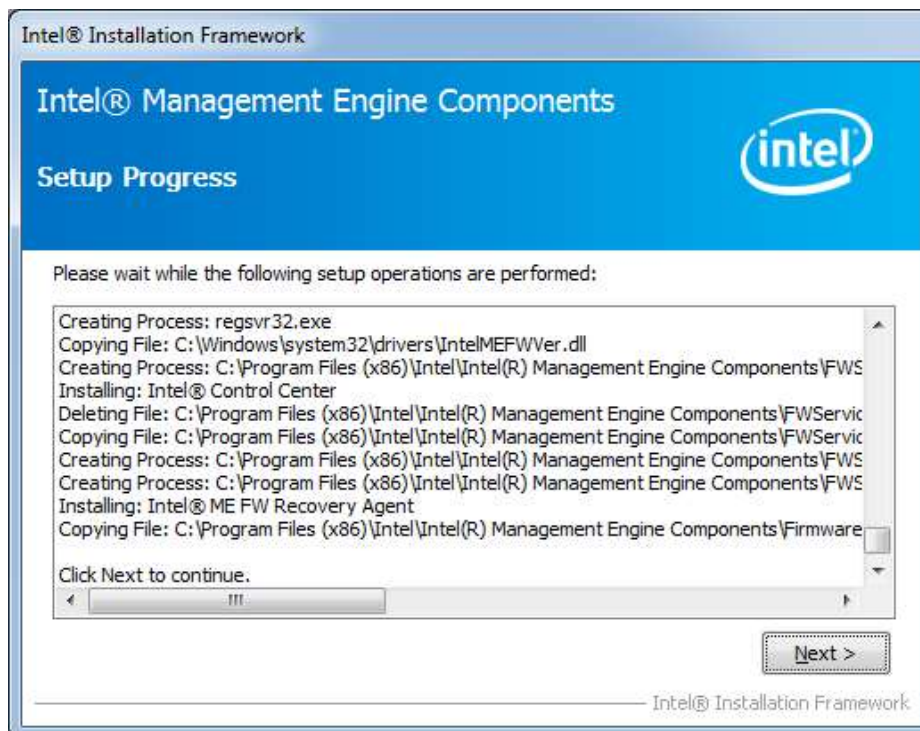 Intel® Installation Framework
Intel® Management Engine Components
intel
Setup Progress
Please wait while the following setup operations are performed:
Creating Process: regsvr32.exe
Copying File: C:\Windows\system32\drivers\IntelMEFWVer.dll
Creating Process: C:\Program Files (x86)\Intel\Intel(R) Management Engine Components\FWS
Installing: Intel® Control Center
Deleting File: C:\Program Files (x86)\Intel\Intel(R) Management Engine Components\FWServic
Copying File: C:\Program Files (x86)\Intel\Intel(R) Management Engine Components\FWServic
Creating Process: C:\Program Files (x86)\Intel\Intel(R) Management Engine Components\FWS
Creating Process: C:\Program Files (x86)\Intel\Intel(R) Management Engine Components\FWS
Installing: Intel® ME FW Recovery Agent
Copying File: C:\Program Files (x86)\Intel\Intel(R) Management Engine Components\Firmware
Click Next to continue.
Next >
Intel® Installation Framework